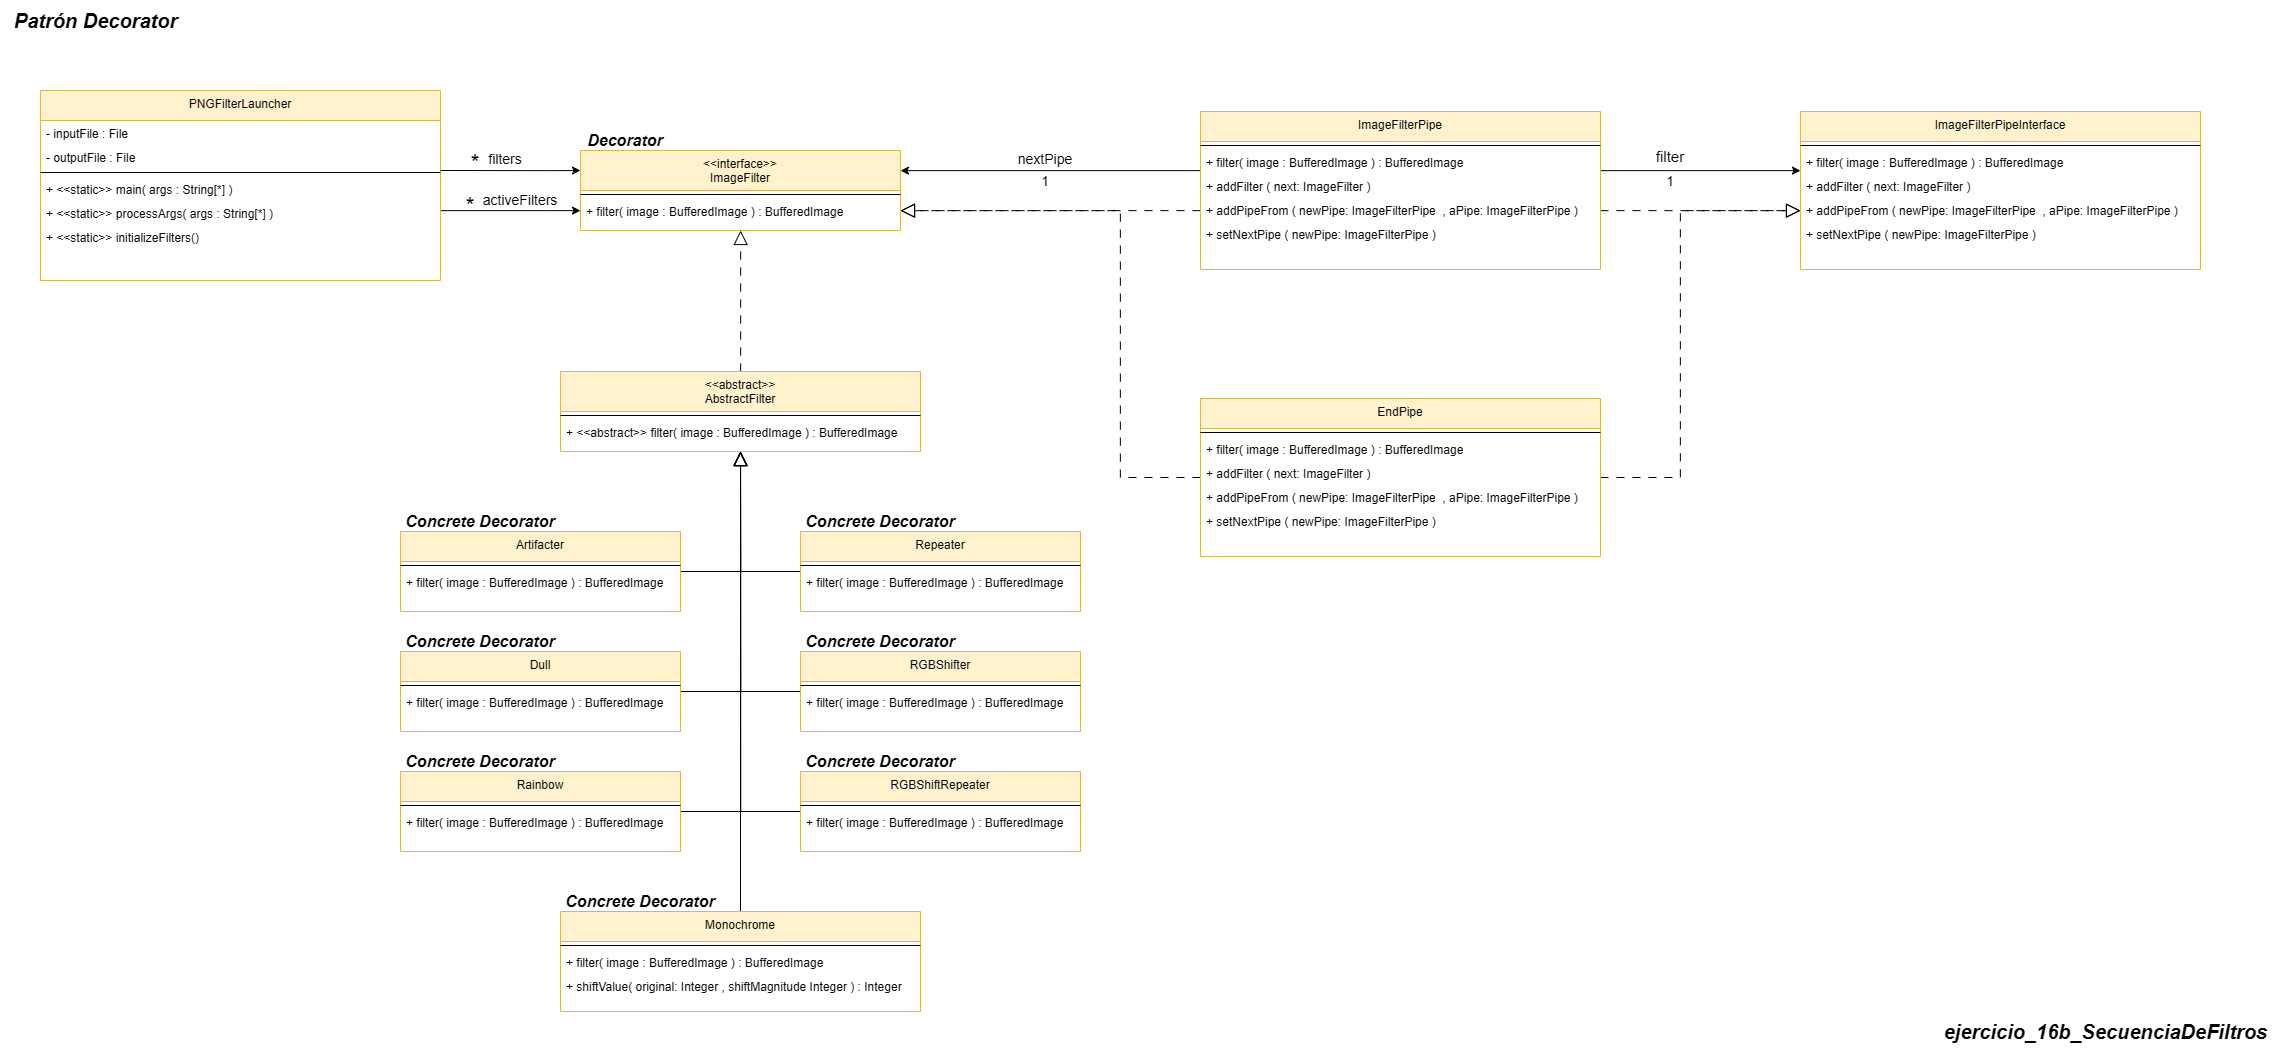 Patrón Decorator
PNGFilterLauncher
- inputFile : File
- outputFile : File
+ <<static>> main( args : String[*] )
+ <<static>> processArgs( args : String[*] )
+ <<static>> initializeFilters()
* filters
* activeFilters
Decorator
<<interface>>
ImageFilter
+ filter( image : BufferedImage ) : BufferedImage
nextPipe
1
ImageFilterPipe
+ filter( image : BufferedImage ) : BufferedImage
+ addFilter ( next: ImageFilter )
+ addPipeFrom ( newPipe: ImageFilterPipe , aPipe: ImageFilterPipe )
+ setNextPipe ( newPipe: ImageFilterPipe )
filter
1
ImageFilterPipeInterface
+ filter( image : BufferedImage ) : BufferedImage
+ addFilter ( next: ImageFilter )
+ addPipeFrom ( newPipe: ImageFilterPipe , aPipe: ImageFilterPipe )
+ setNextPipe ( newPipe: ImageFilterPipe )
<<abstract>>
AbstractFilter
+ <<abstract>> filter( image : BufferedImage ) : BufferedImage
EndPipe
+ filter( image : BufferedImage ) : BufferedImage
+ addFilter ( next: ImageFilter )
+ addPipeFrom ( newPipe: ImageFilterPipe , aPipe: ImageFilterPipe )
+ setNextPipe ( newPipe: ImageFilterPipe )
Concrete Decorator
Artifacter
+ filter( image : BufferedImage ) : BufferedImage
Concrete Decorator
Repeater
+ filter( image : BufferedImage ) : BufferedImage
Concrete Decorator
Dull
+ filter( image : BufferedImage ) : BufferedImage
Concrete Decorator
RGBShifter
+ filter( image : BufferedImage ) : BufferedImage
Concrete Decorator
Rainbow
+ filter( image : BufferedImage ) : BufferedImage
Concrete Decorator
RGBShiftRepeater
+ filter( image : BufferedImage ) : BufferedImage
Concrete Decorator
Monochrome
+ filter( image : BufferedImage ) : BufferedImage
+ shiftValue( original: Integer , shiftMagnitude Integer ) : Integer
ejercicio_16b_SecuenciaDeFiltros